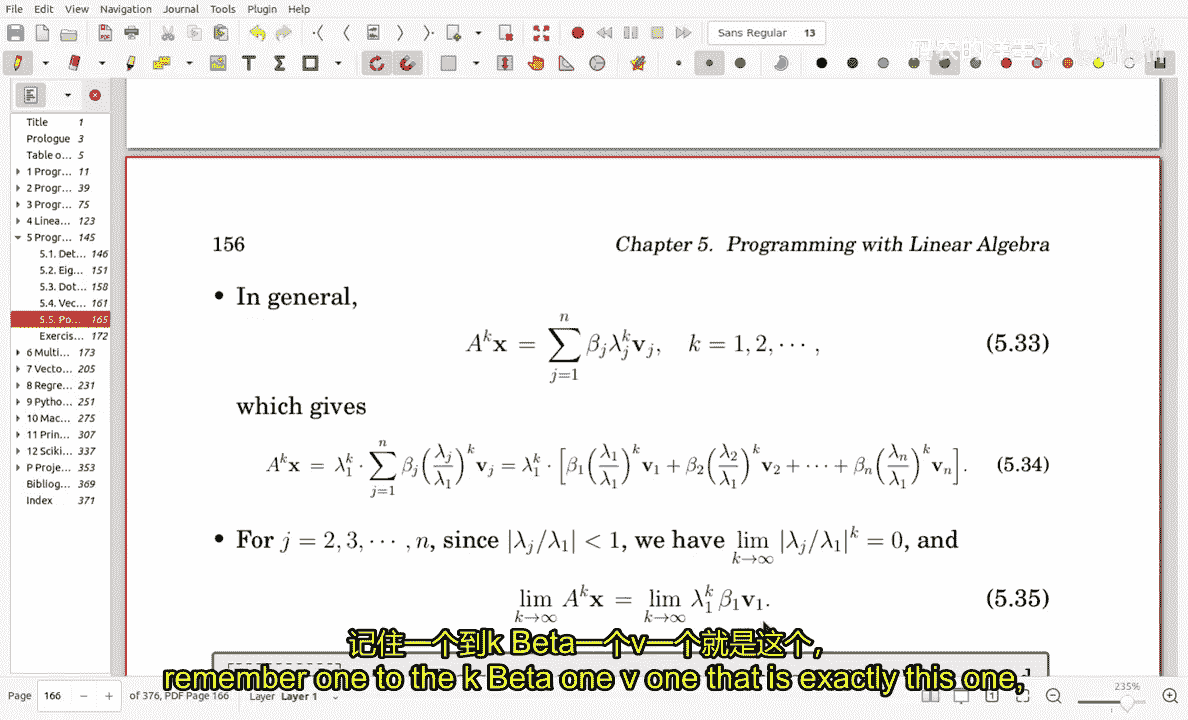 File Edit View Navigation Journal Tools Plugin Help
Sans Regular 13
Title 1
Prologue 3
Table o... 5
1 Progr... 11
2 Progr... 39
3 Progr... 75
4 Linea... 123
5 Progr... 145
5.1. Det... 146
5.2. Eig... 151
5.3. Dot... 158
5.4. Vec... 161
5.5. Po... 165
Exercis... 172
6 Multi... 173
7 Vecto... 205
8 Regre... 231
9 Pytho... 251
10 Mac... 275
11 Prin... 307
12 Sciki... 337
P Proje... 353
Bibliog... 369
Index 371
156 Chapter 5. Programming with Linear Algebra
• In general,
A^k x = ∑_{j=1}^{n} β_j λ_j^k v_j, k = 1, 2, ⋯ , (5.33)
which gives
A^k x = λ_1^k · ∑_{j=1}^{n} β_j (λ_j/λ_1)^k v_j = λ_1^k · [β_1 (λ_1/λ_1)^k v_1 + β_2 (λ_2/λ_1)^k v_2 + ⋯ + β_n (λ_n/λ_1)^k v_n]. (5.34)
• For j = 2, 3, ⋯ , n, since |λ_j/λ_1| < 1, we have lim_{k→∞} |λ_j/λ_1|^k = 0, and
lim_{k→∞} A^k x = lim_{k→∞} λ_1^k β_1 v_1. (5.35)
记住一个到k Beta一个v一个就是这个,
remember one to the k Beta one v one that is exactly this one,
Page 166 of 376, PDF Page 166 Layer Layer 1 235%